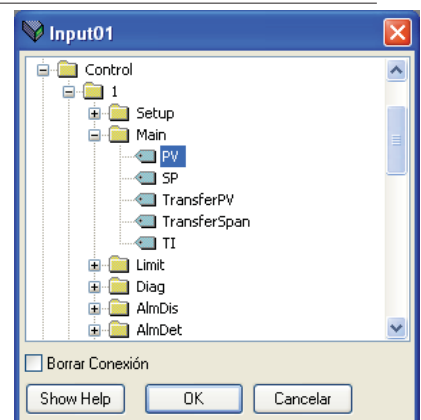 Input01
Control
1
Setup
Main
PV
SP
TransferPV
TransferSpan
TI
Limit
Diag
AlmDis
AlmDet
Borrar Conexión
Show Help OK Cancelar